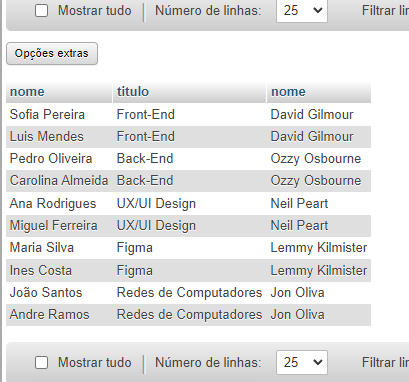 Mostrar tudo Número de linhas: 25 Filtrar
Opções extras
nome titulo nome
Sofia Pereira Front-End David Gilmour
Luis Mendes Front-End David Gilmour
Pedro Oliveira Back-End Ozzy Osbourne
Carolina Almeida Back-End Ozzy Osbourne
Ana Rodrigues UX/UI Design Neil Peart
Miguel Ferreira UX/UI Design Neil Peart
Maria Silva Figma Lemmy Kilmister
Ines Costa Figma Lemmy Kilmister
João Santos Redes de Computadores Jon Oliva
Andre Ramos Redes de Computadores Jon Oliva
Mostrar tudo Número de linhas: 25 Filtrar